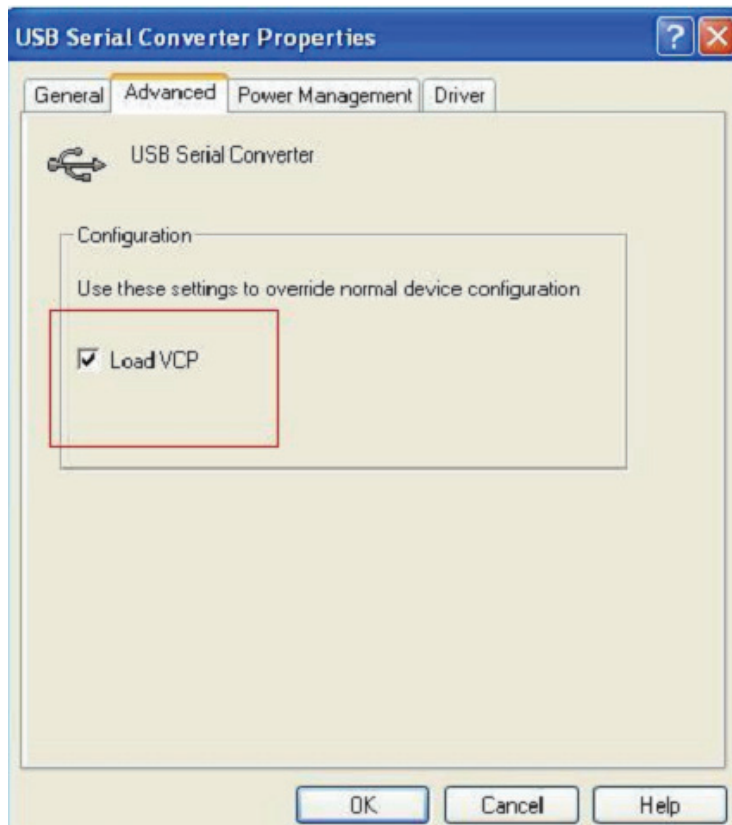 USB Serial Converter Properties
General Advanced Power Management Driver
USB Serial Converter
Configuration
Use these settings to override normal device configuration
Load VCP
OK Cancel Help